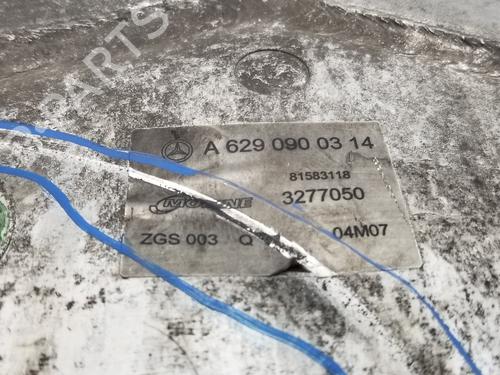 PARTS
A 629 090 03 14
81583118
MODINE
3277050
ZGS 003 Q
04M07